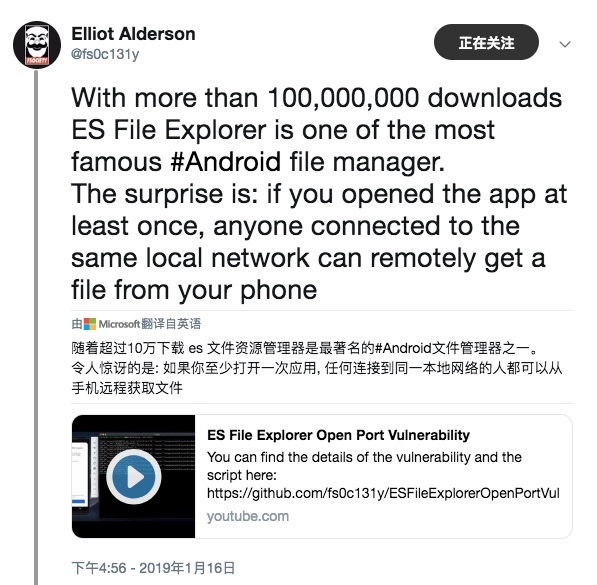 Elliot Alderson
@fs0c131y
正在关注
With more than 100,000,000 downloads
ES File Explorer is one of the most
famous #Android file manager.
The surprise is: if you opened the app at
least once, anyone connected to the
same local network can remotely get a
file from your phone
由 Microsoft 翻译自英语
随着超过10万下载 es 文件资源管理器是最著名的#Android文件管理器之一。
令人惊讶的是: 如果你至少打开一次应用, 任何连接到同一本地网络的人都可以从
手机远程获取文件
ES File Explorer Open Port Vulnerability
You can find the details of the vulnerability and the
script here:
https://github.com/fs0c131y/ESFileExplorerOpenPortVul
youtube.com
下午4:56 - 2019年1月16日